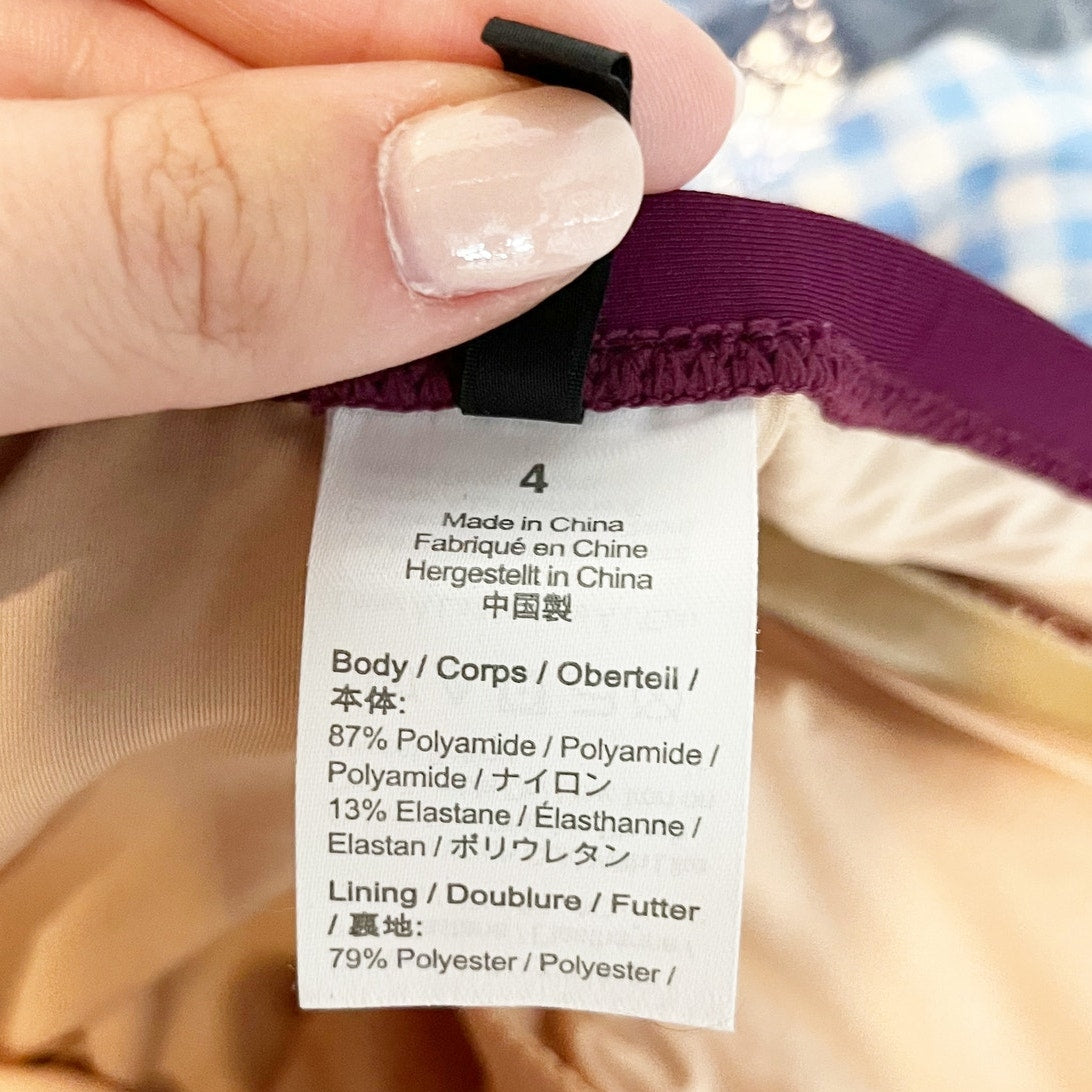 4
Made in China
Fabriqué en Chine
Hergestellt in China
中国製
Body / Corps / Oberteil /
本体:
87% Polyamide / Polyamide /
Polyamide / ナイロン
13% Elastane / Élasthanne /
Elastan / ポリウレタン
Lining / Doublure / Futter
/ 裏地:
79% Polyester / Polyester /